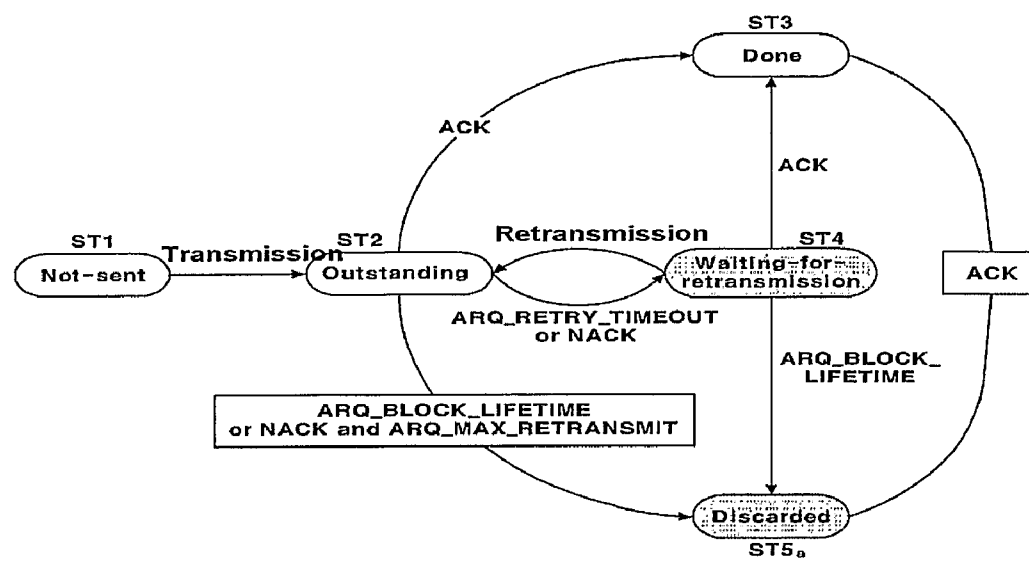 ST3
Done
ACK
ACK
ST1
Transmission
ST2
Retransmission
ST4
Not-sent
Outstanding
Waiting-for-
retransmission
ACK
ARQ_RETRY_TIMEOUT
or NACK
ARQ_BLOCK_
LIFETIME
ARQ_BLOCK_LIFETIME
or NACK and ARQ_MAX_RETRANSMIT
Discarded
ST5a